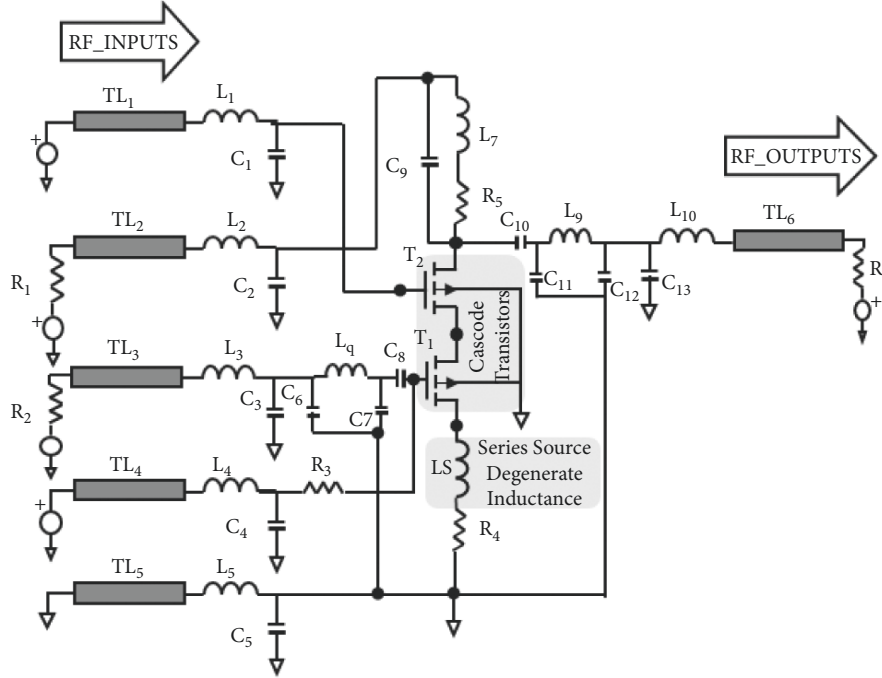 RF_INPUTS
TL₁
L₁
C₁
C₉
L₇
R₅
RF_OUTPUTS
TL₂
L₂
C₂
R₁
T₂
C₁₀
L₉
L₁₀
TL₆
C₁₁
C₁₂
C₁₃
R
Cascode
Transistors
T₁
TL₃
L₃
L_q
C₈
C₃
C₆
C7
R₂
TL₄
L₄
R₃
C₄
LS
Series Source
Degenerate
Inductance
R₄
TL₅
L₅
C₅
+
+
+
+